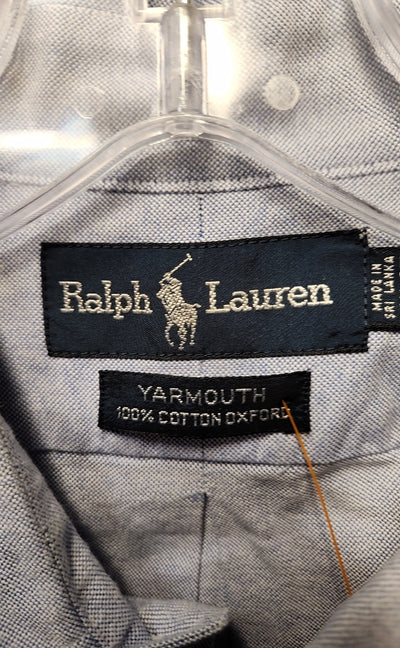 Ralph Lauren
MADE IN
SRI LANKA
YARMOUTH
100% COTTON OXFORD